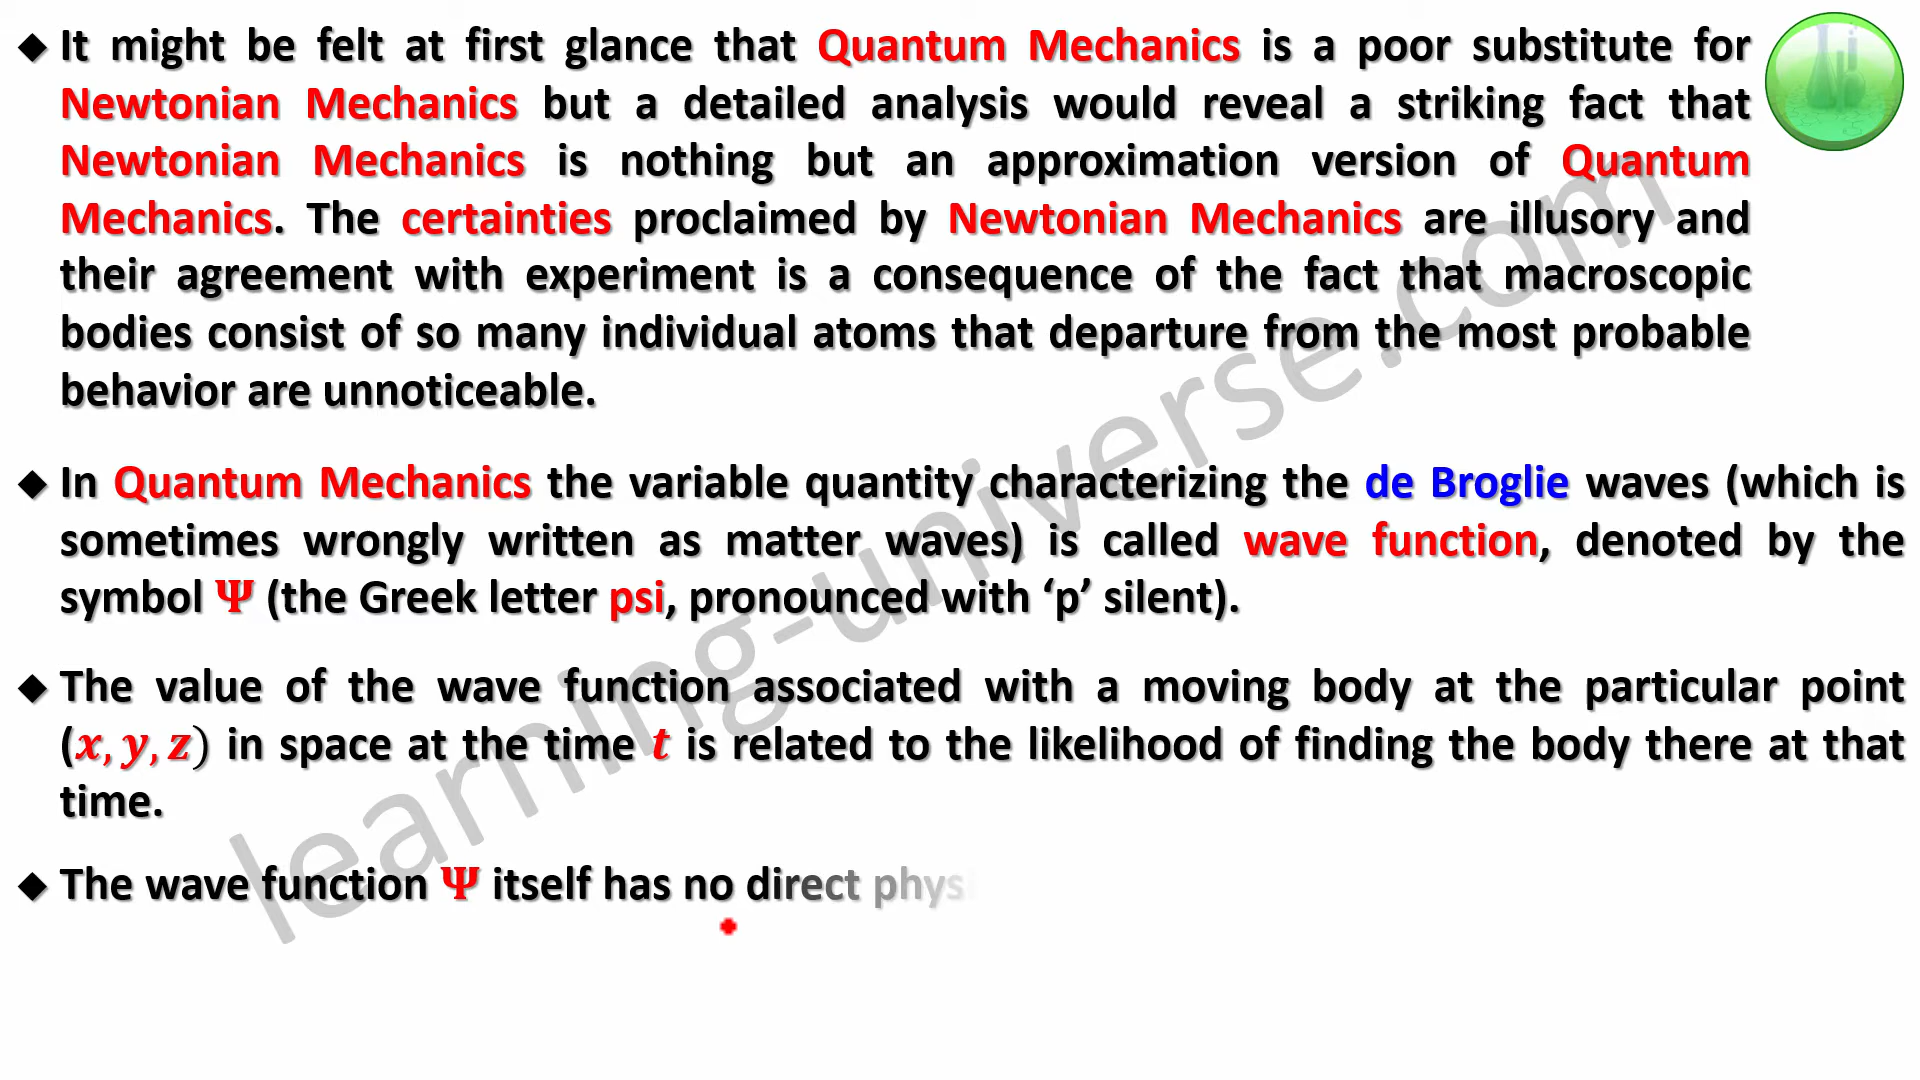 ◆ It might be felt at first glance that Quantum Mechanics is a poor substitute for
Newtonian Mechanics but a detailed analysis would reveal a striking fact that
Newtonian Mechanics is nothing but an approximation version of Quantum
Mechanics. The certainties proclaimed by Newtonian Mechanics are illusory and
their agreement with experiment is a consequence of the fact that macroscopic
bodies consist of so many individual atoms that departure from the most probable
behavior are unnoticeable.
◆ In Quantum Mechanics the variable quantity characterizing the de Broglie waves (which is
sometimes wrongly written as matter waves) is called wave function, denoted by the
symbol Ψ (the Greek letter psi, pronounced with ‘p’ silent).
◆ The value of the wave function associated with a moving body at the particular point
(x, y, z) in space at the time t is related to the likelihood of finding the body there at that
time.
◆ The wave function Ψ itself has no direct phys
learning-universe.com